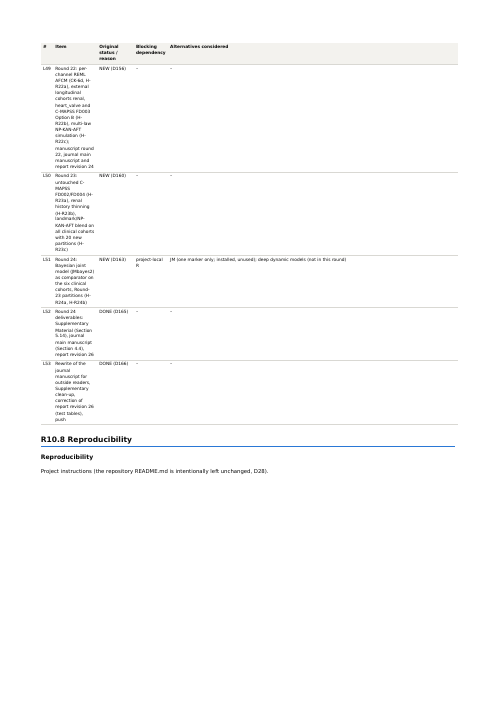 # Item Original status / reason Blocking dependency Alternatives considered
L49 Round 22: per- NEW (D156) – –
channel REML
AFCM (CK-6d, H-
R22a), external
longitudinal
cohorts renal,
heart_valve and
C-MAPSS FD003
Option B (H-
R22b), multi-law
NP-KAN-AFT
simulation (H-
R22c);
manuscript round
22, journal main
manuscript and
report revision 24
L50 Round 23: NEW (D160) – –
untouched C-
MAPSS
FD002/FD004 (H-
R23a), renal
history thinning
(H-R23b),
landmark/NP-
KAN-AFT blend on
all clinical cohorts
with 20 new
partitions (H-
R23c)
L51 Round 24: NEW (D163) project-local JM (one marker only; installed, unused); deep dynamic models (not in this round)
Bayesian joint R
model (JMbayes2)
as comparator on
the six clinical
cohorts, Round-
23 partitions (H-
R24a, H-R24b)
L52 Round 24 DONE (D165) – –
deliverables:
Supplementary
Material (Section
S.14), journal
main manuscript
(Section 4.4),
report revision 26
L53 Rewrite of the DONE (D166) – –
journal
manuscript for
outside readers,
Supplementary
clean-up,
correction of
report revision 26
(test tables),
push
R10.8 Reproducibility
Reproducibility
Project instructions (the repository README.md is intentionally left unchanged, D28).